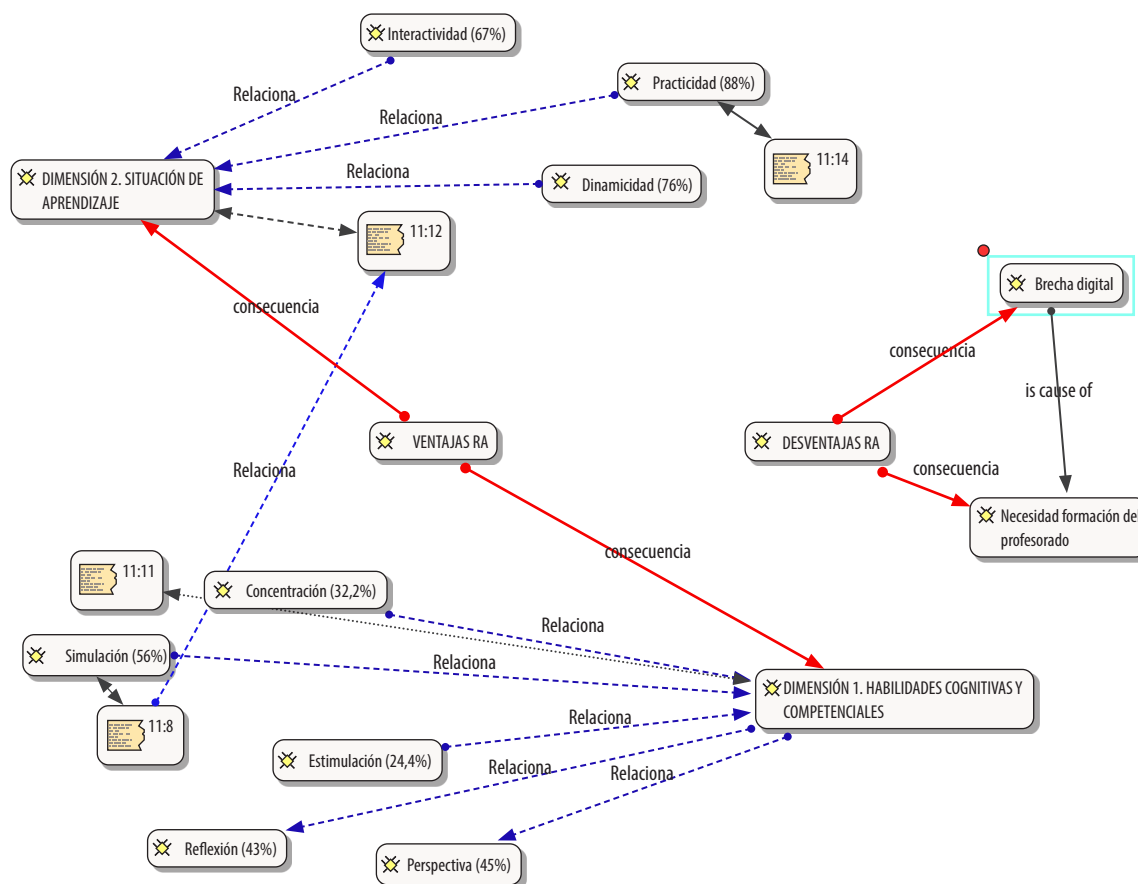 Interactividad (67%)
Relaciona
Practicidad (88%)
Relaciona
11:14
DIMENSIÓN 2. SITUACIÓN DE
APRENDIZAJE
Relaciona
Dinamicidad (76%)
11:12
Brecha digital
consecuencia
consecuencia
is cause of
VENTAJAS RA
DESVENTAJAS RA
Relaciona
consecuencia
Necesidad formación del
profesorado
consecuencia
11:11
Concentración (32,2%)
Relaciona
Simulación (56%)
Relaciona
DIMENSIÓN 1. HABILIDADES COGNITIVAS Y
COMPETENCIALES
11:8
Relaciona
Estimulación (24,4%)
Relaciona
Relaciona
Reflexión (43%)
Perspectiva (45%)